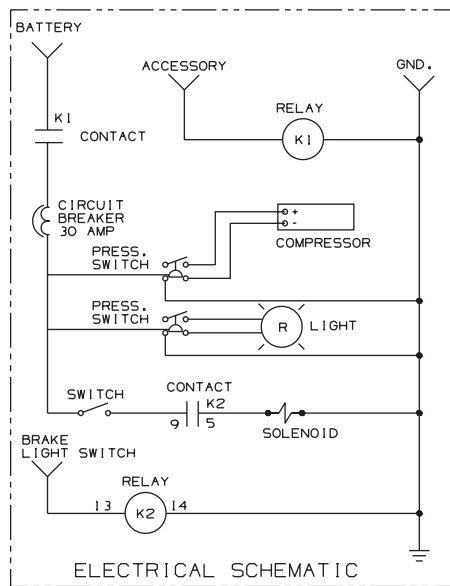 BATTERY
ACCESSORY
GND.
RELAY
K1
K1
CONTACT
CIRCUIT
BREAKER
30 AMP
+
-
COMPRESSOR
PRESS.
SWITCH
PRESS.
SWITCH
R
LIGHT
CONTACT
SWITCH
K2
9
5
SOLENOID
BRAKE
LIGHT SWITCH
RELAY
13
K2
14
ELECTRICAL SCHEMATIC